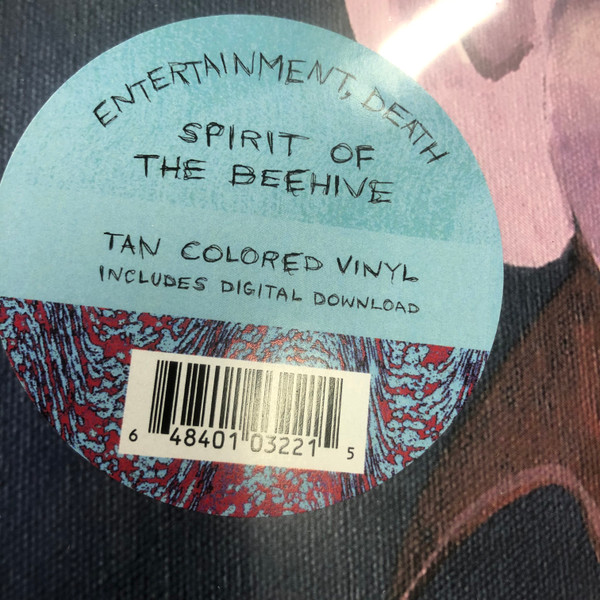 ENTERTAINMENT, DEATH
SPIRIT OF
THE BEEHIVE
TAN COLORED VINYL
INCLUDES DIGITAL DOWNLOAD
6 48401 03221 5